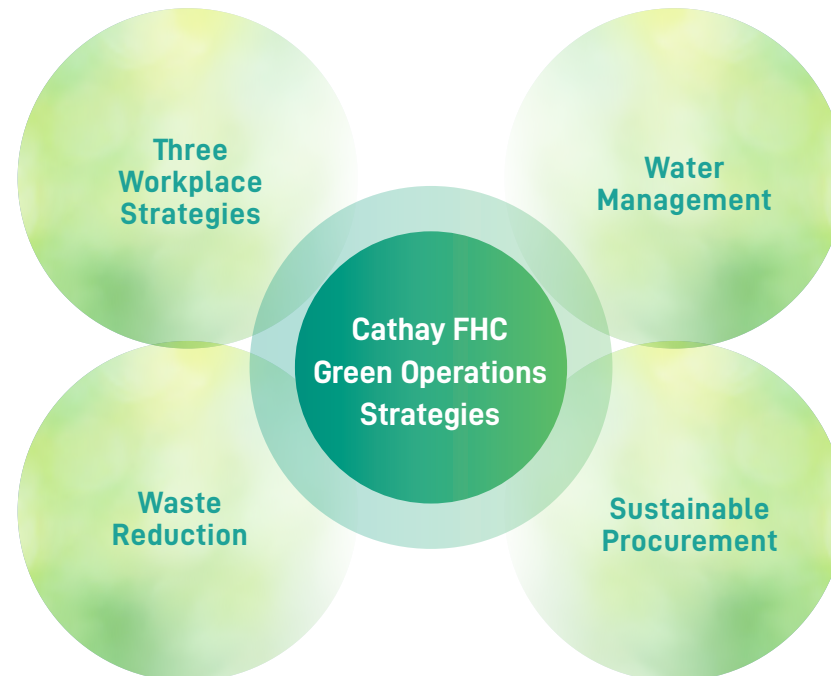 Three
Workplace
Strategies
Water
Management
Cathay FHC
Green Operations
Strategies
Waste
Reduction
Sustainable
Procurement